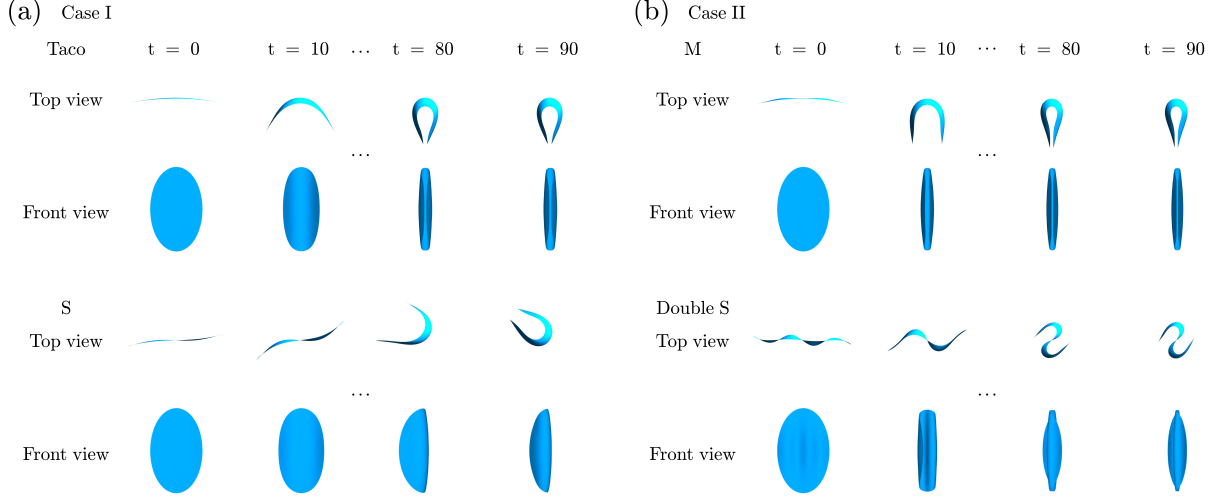 (a) Case I
Taco t = 0 t = 10 ... t = 80 t = 90
Top view
...
Front view
S
Top view
...
Front view
(b) Case II
M t = 0 t = 10 ... t = 80 t = 90
Top view
...
Front view
Double S
Top view
...
Front view